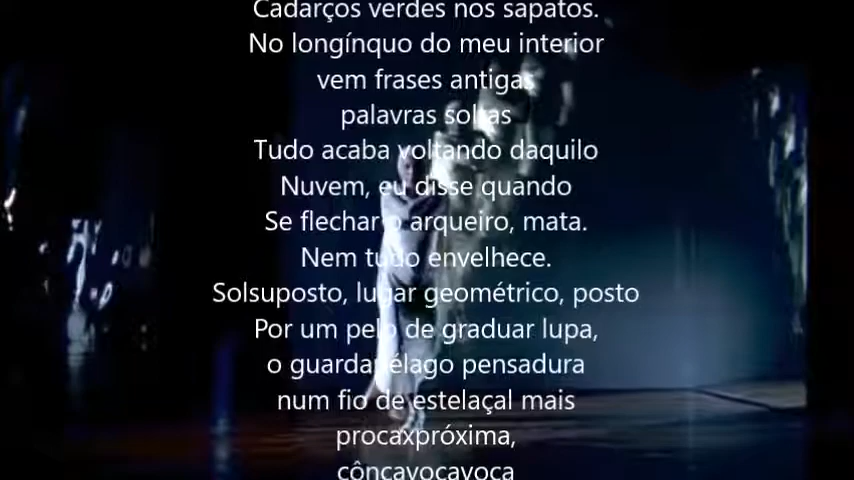 Cadarços verdes nos sapatos.
No longínquo do meu interior
vem frases antigas
palavras soltas
Tudo acaba voltando daquilo
Nuvem, eu disse quando
Se flechar o arqueiro, mata.
Nem tudo envelhece.
Solsuposto, lugar geométrico, posto
Por um pelo de graduar lupa,
o guardapélago pensadura
num fio de estelaçal mais
procaxpróxima,
côncavocavoca